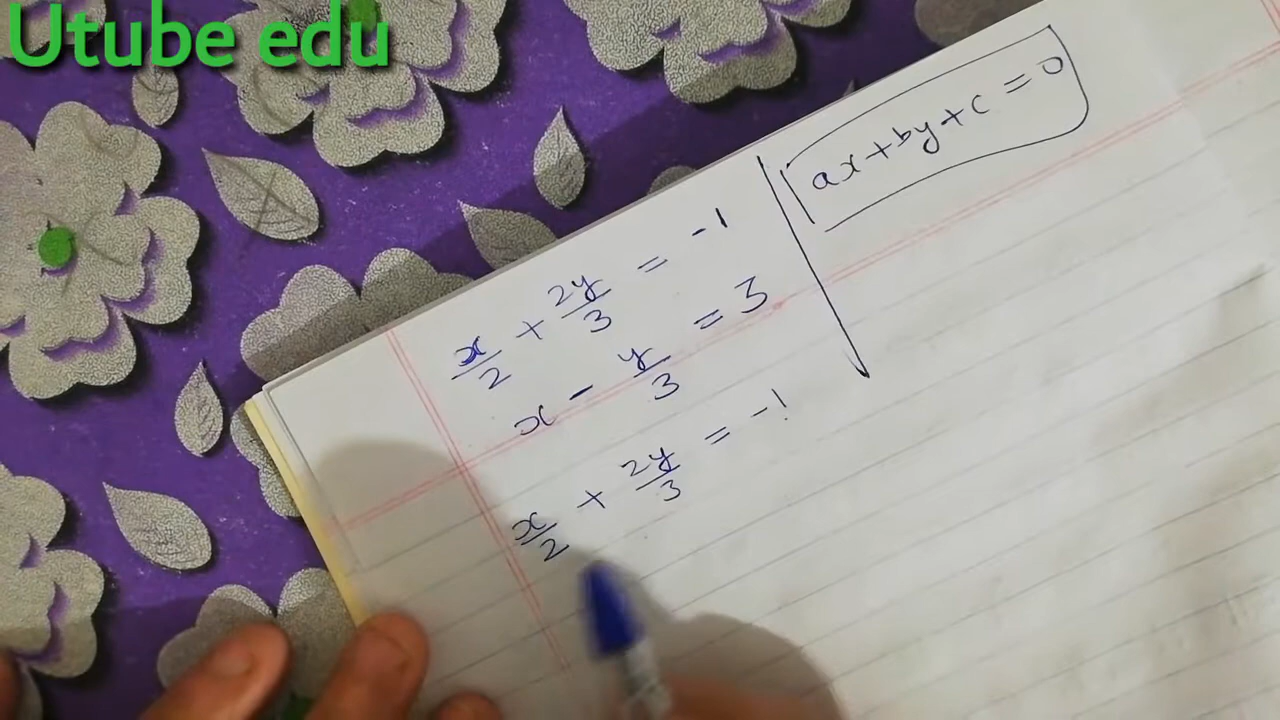 Utube edu
ax+by+c=0
x/2 + 2y/3 = -1
x - y/3 = 3
x/2 + 2y/3 = -1